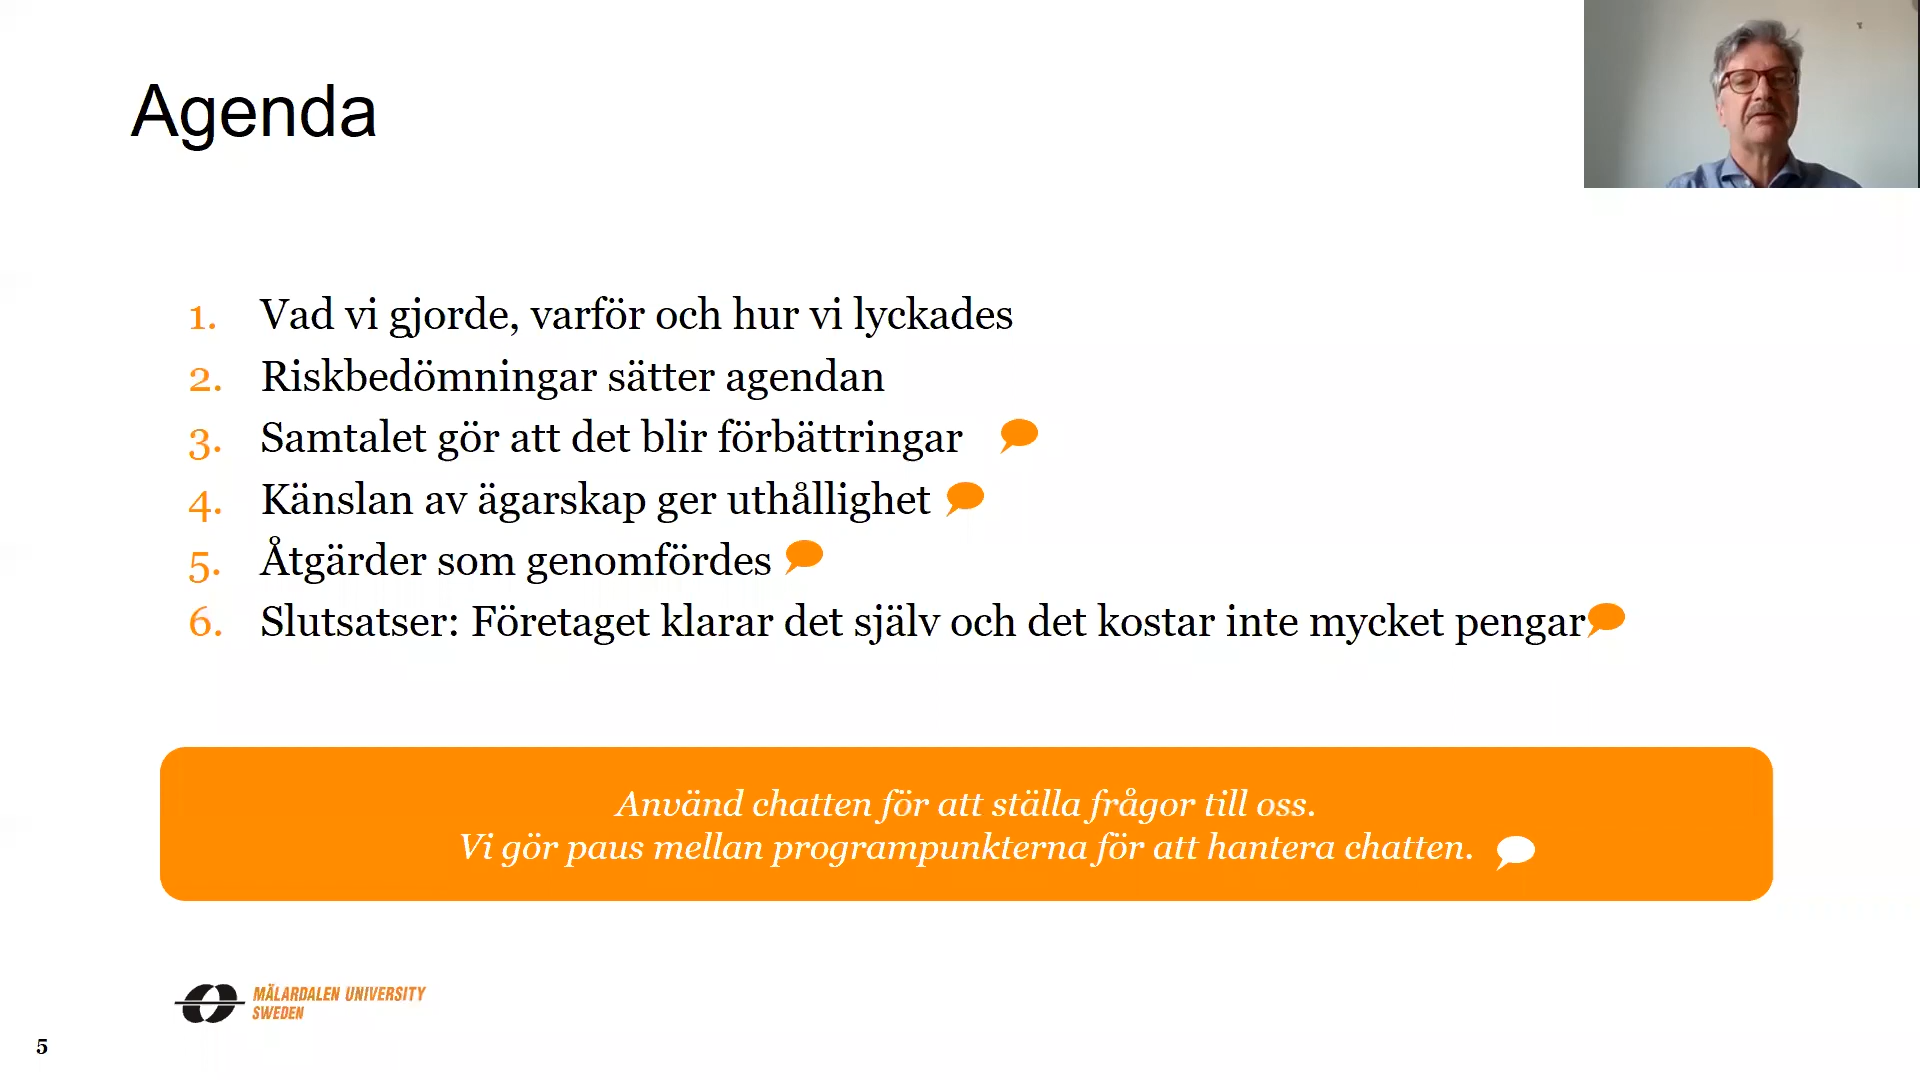 Agenda
1. Vad vi gjorde, varför och hur vi lyckades
2. Riskbedömningar sätter agendan
3. Samtalet gör att det blir förbättringar
4. Känslan av ägarskap ger uthållighet
5. Åtgärder som genomfördes
6. Slutsatser: Företaget klarar det själv och det kostar inte mycket pengar
Använd chatten för att ställa frågor till oss.
Vi gör paus mellan programpunkterna för att hantera chatten.
MÄLARDALEN UNIVERSITY
SWEDEN
5